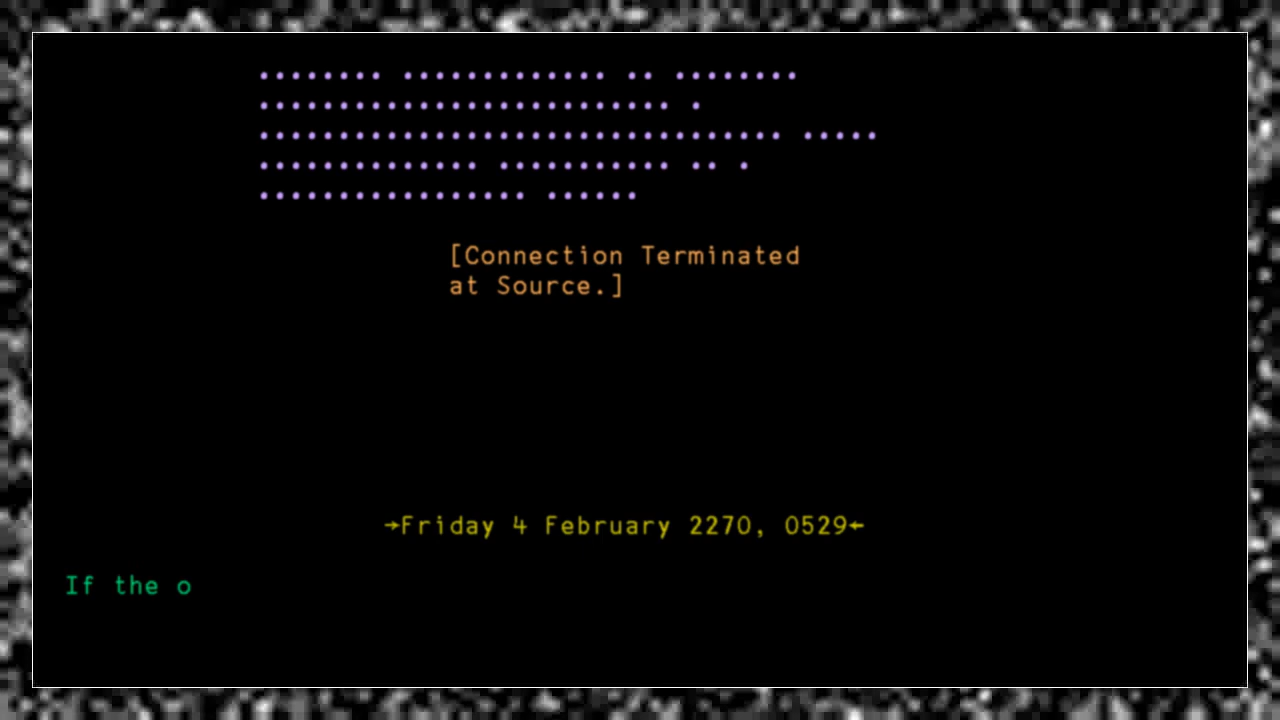 ········ ············· ·· ········
·························· ·
································· ·····
·············· ··········· ·· ·
················· ······
[Connection Terminated
at Source.]
→Friday 4 February 2270, 0529←
If the o